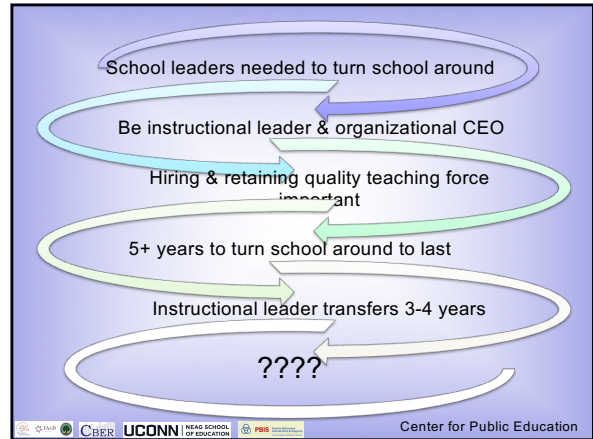 School leaders needed to turn school around
Be instructional leader & organizational CEO
Hiring & retaining quality teaching force
important
5+ years to turn school around to last
Instructional leader transfers 3-4 years
????
CBER
UCONN | NEAG SCHOOL
OF EDUCATION
PBIS
Center for Public Education